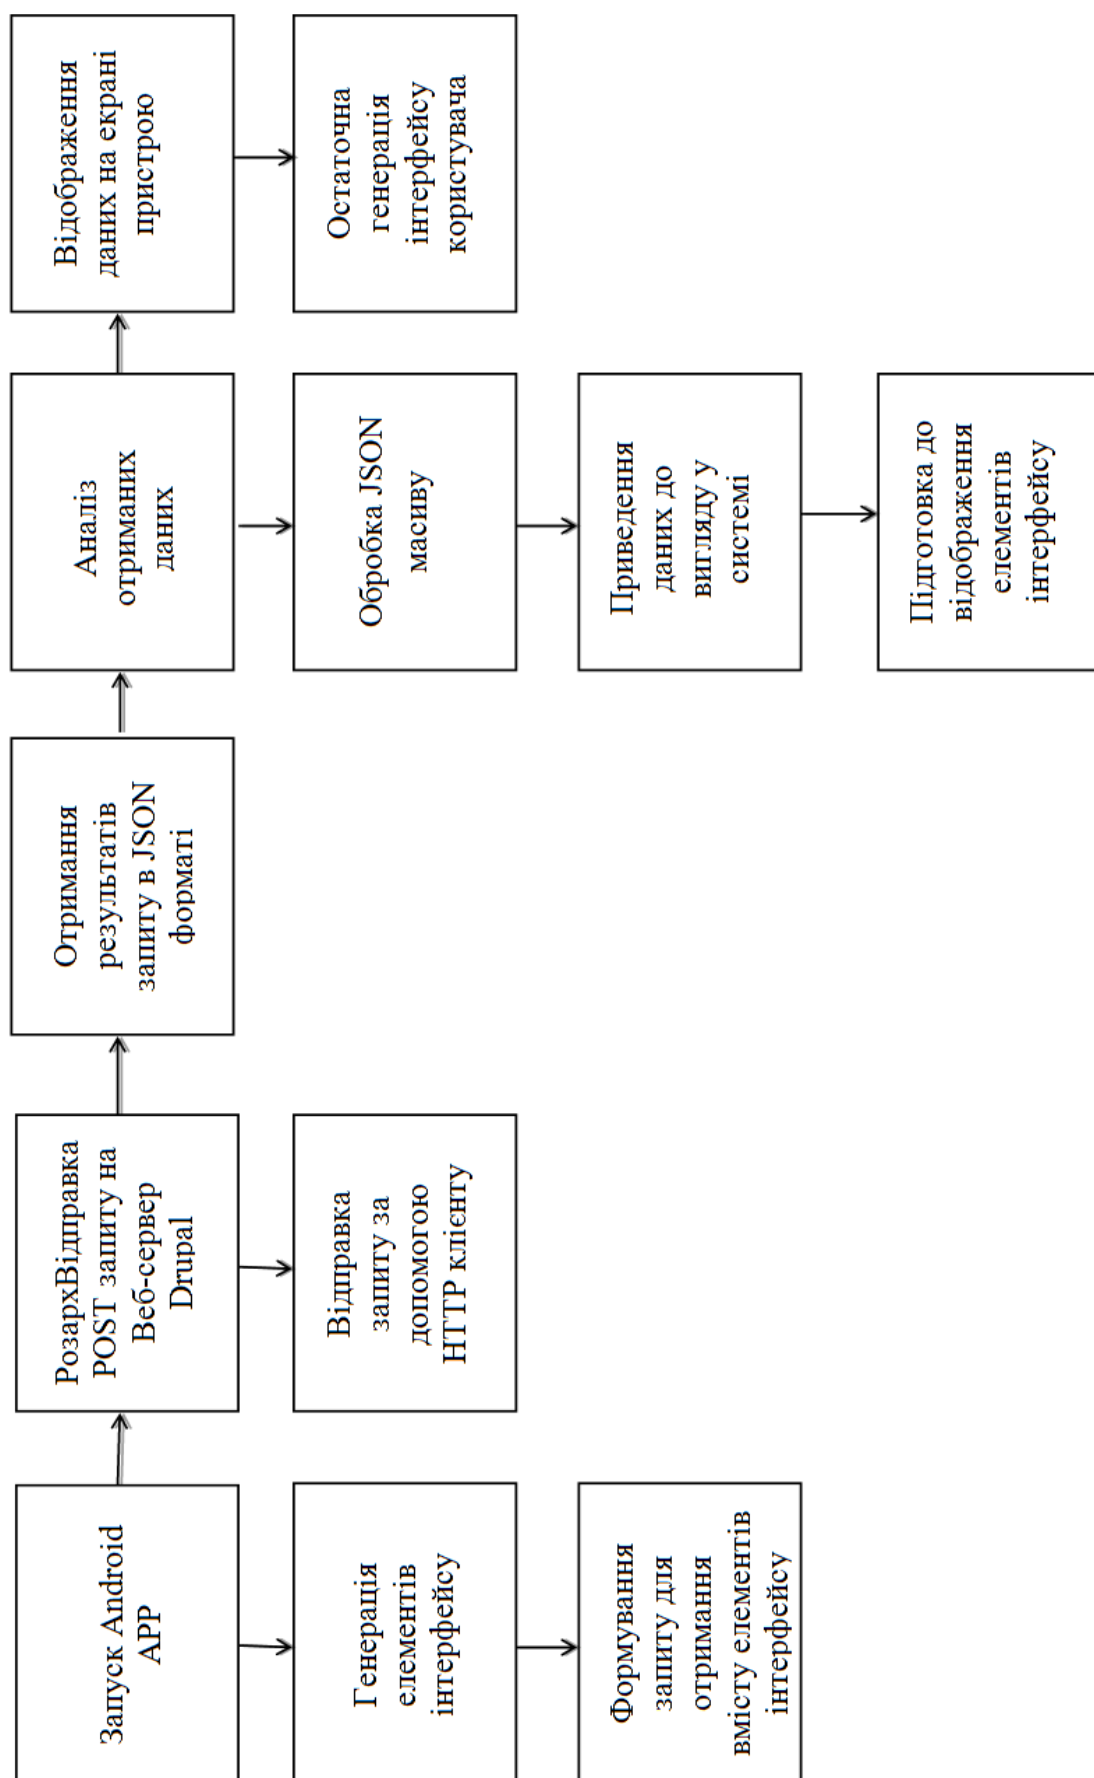 Запуск Android
APP
РозархВідправка
POST запиту на
Веб-сервер
Drupal
Отримання
результатів
запиту в JSON
форматі
Аналіз
отриманих
даних
Відображення
даних на екрані
пристрою
Генерація
елементів
інтерфейсу
Відправка
запиту за
допомогою
HTTP клієнту
Обробка JSON
масиву
Остаточна
генерація
інтерфейсу
користувача
Формування
запиту для
отримання
вмісту елементів
інтерфейсу
Приведення
даних до
вигляду у
системі
Підготовка до
відображення
елементів
інтерфейсу